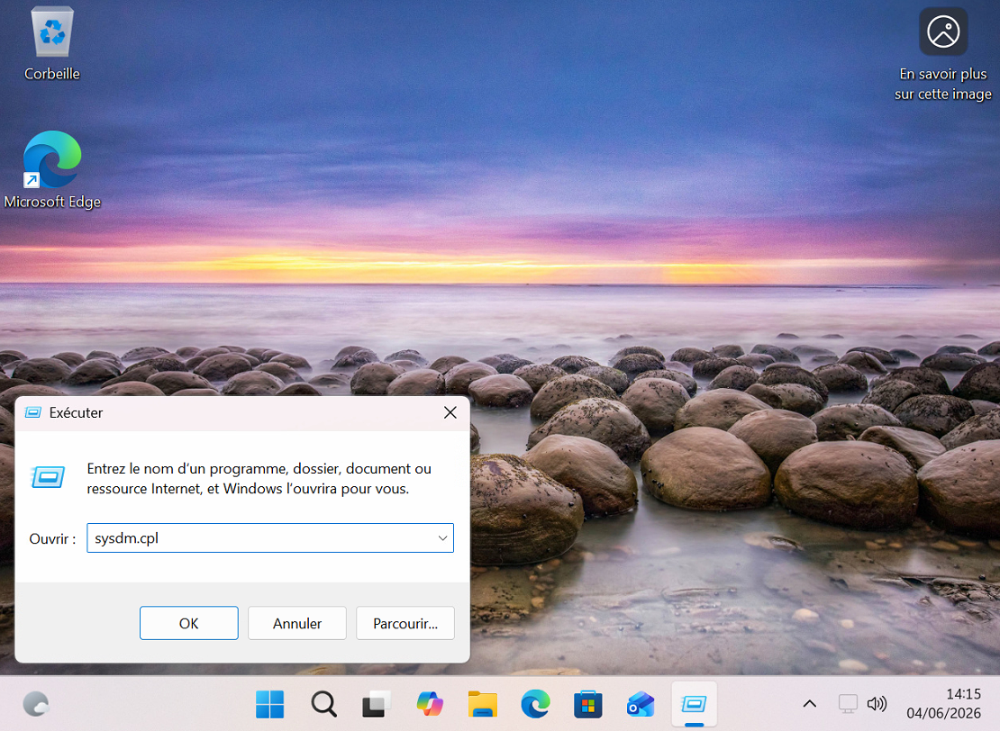 Corbeille
En savoir plus
sur cette image
Microsoft Edge
Exécuter
Entrez le nom d’un programme, dossier, document ou
ressource Internet, et Windows l’ouvrira pour vous.
Ouvrir :
sysdm.cpl
OK
Annuler
Parcourir...
14:15
04/06/2026